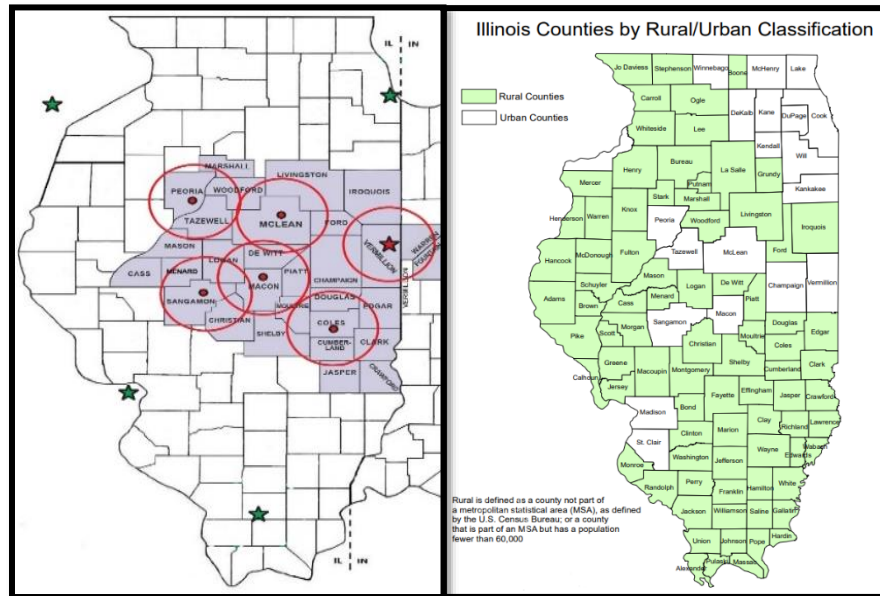 IL
IN
MARSHALL
LIVINGSTON
PEORIA
WOODFORD
IROQUOIS
TAZEWELL
MCLEAN
FORD
MASON
VERMILLION
WARREN
FOUNTAIN
LOGAN
DE WITT
CASS
MENARD
PIATT
CHAMPAIGN
MACON
VERMILLION
SANGAMON
DOUGLAS
MOULTRIE
EDGAR
CHRISTIAN
COLES
SHELBY
CUMBER-
LAND
CLARK
JASPER
CRAWFORD
IL
IN
Illinois Counties by Rural/Urban Classification
Rural Counties
Urban Counties
Jo Daviess
Stephenson
Winnebago
Boone
McHenry
Lake
Carroll
Ogle
DeKalb
Kane
DuPage
Cook
Whiteside
Lee
Kendall
Will
Bureau
La Salle
Grundy
Mercer
Henry
Putnam
Kankakee
Stark
Marshall
Knox
Livingston
Henderson
Warren
Peoria
Woodford
Iroquois
Tazewell
McLean
Ford
Hancock
McDonough
Fulton
Mason
Logan
De Witt
Champaign
Vermillion
Schuyler
Piatt
Adams
Brown
Cass
Menard
Macon
Sangamon
Douglas
Edgar
Scott
Morgan
Moultrie
Christian
Coles
Pike
Shelby
Clark
Greene
Macoupin
Montgomery
Cumberland
Calhoun
Jersey
Fayette
Effingham
Jasper
Crawford
Madison
Bond
Clay
Richland
Lawrence
Clinton
Marion
St. Clair
Wayne
Wabash
Edwards
Washington
Jefferson
Monroe
Randolph
Perry
Hamilton
White
Franklin
Jackson
Williamson
Saline
Gallatin
Union
Johnson
Pope
Hardin
Alexander
Pulaski
Massac
Rural is defined as a county not part of
a metropolitan statistical area (MSA), as defined
by the U.S. Census Bureau; or a county
that is part of an MSA but has a population
fewer than 60,000